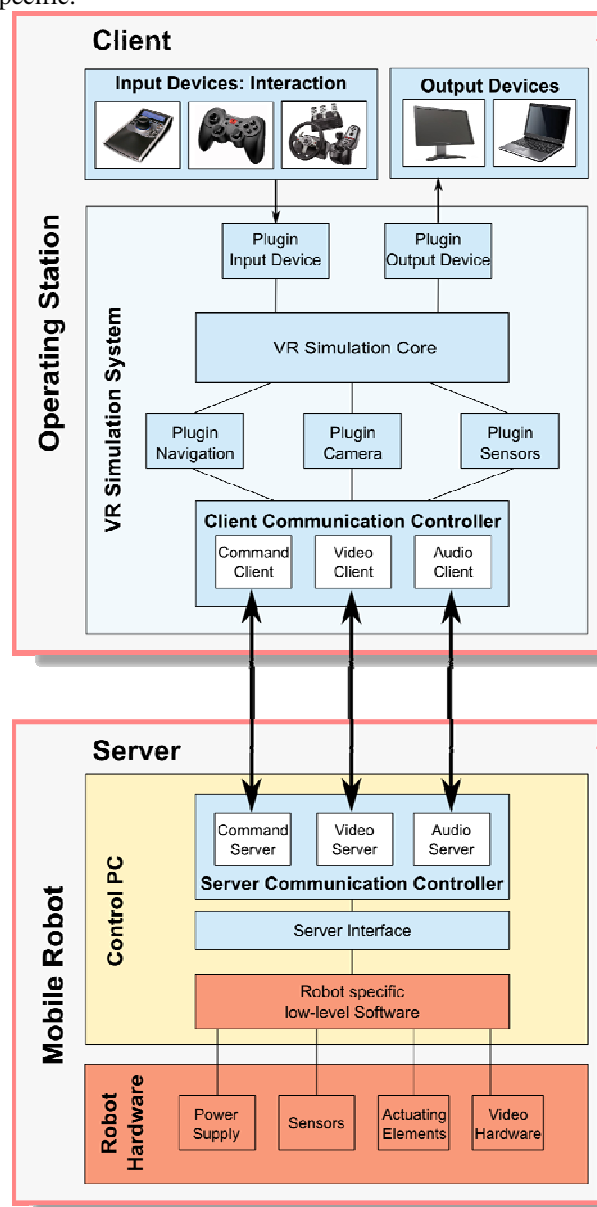 pecific.
Client
Input Devices: Interaction
Output Devices
Operating Station
VR Simulation System
Plugin
Input Device
Plugin
Output Device
VR Simulation Core
Plugin
Navigation
Plugin
Camera
Plugin
Sensors
Client Communication Controller
Command
Client
Video
Client
Audio
Client
Server
Mobile Robot
Control PC
Command
Server
Video
Server
Audio
Server
Server Communication Controller
Server Interface
Robot specific
low-level Software
Robot
Hardware
Power
Supply
Sensors
Actuating
Elements
Video
Hardware